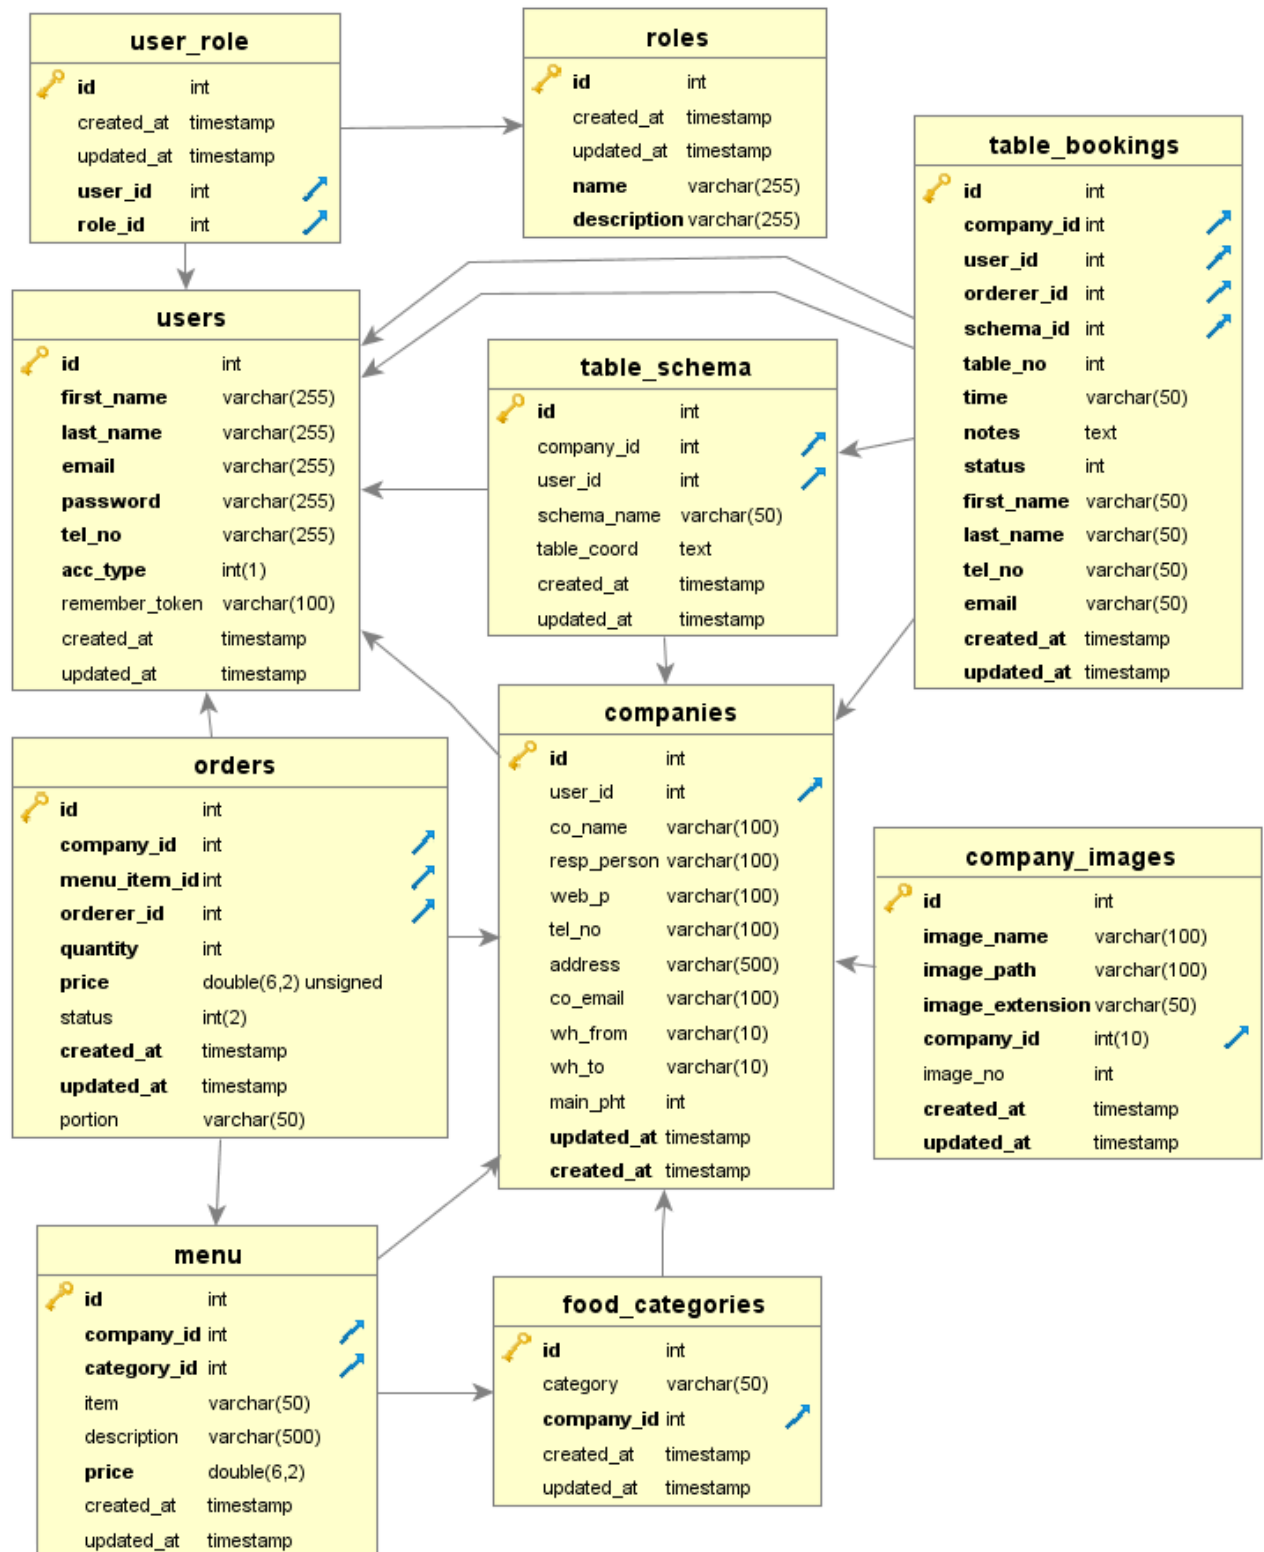 user_role
id int
created_at timestamp
updated_at timestamp
user_id int
role_id int
roles
id int
created_at timestamp
updated_at timestamp
name varchar(255)
description varchar(255)
table_bookings
id int
company_id int
user_id int
orderer_id int
schema_id int
table_no int
time varchar(50)
notes text
status int
first_name varchar(50)
last_name varchar(50)
tel_no varchar(50)
email varchar(50)
created_at timestamp
updated_at timestamp
users
id int
first_name varchar(255)
last_name varchar(255)
email varchar(255)
password varchar(255)
tel_no varchar(255)
acc_type int(1)
remember_token varchar(100)
created_at timestamp
updated_at timestamp
table_schema
id int
company_id int
user_id int
schema_name varchar(50)
table_coord text
created_at timestamp
updated_at timestamp
companies
id int
user_id int
co_name varchar(100)
resp_person varchar(100)
web_p varchar(100)
tel_no varchar(100)
address varchar(500)
co_email varchar(100)
wh_from varchar(10)
wh_to varchar(10)
main_pht int
updated_at timestamp
created_at timestamp
orders
id int
company_id int
menu_item_id int
orderer_id int
quantity int
price double(6,2) unsigned
status int(2)
created_at timestamp
updated_at timestamp
portion varchar(50)
company_images
id int
image_name varchar(100)
image_path varchar(100)
image_extension varchar(50)
company_id int(10)
image_no int
created_at timestamp
updated_at timestamp
menu
id int
company_id int
category_id int
item varchar(50)
description varchar(500)
price double(6,2)
created_at timestamp
updated_at timestamp
food_categories
id int
category varchar(50)
company_id int
created_at timestamp
updated_at timestamp